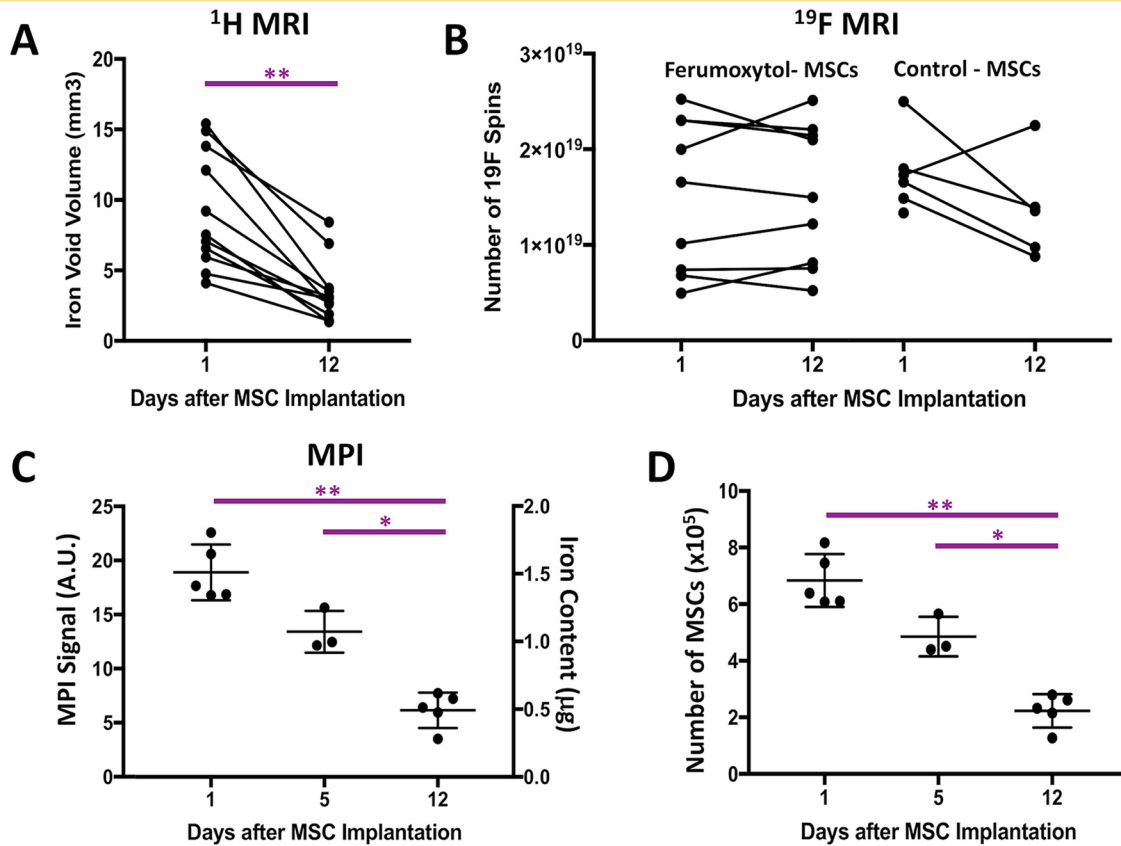 A
¹H MRI
**
20
15
10
5
0
Iron Void Volume (mm3)
1
12
Days after MSC Implantation
B
¹⁹F MRI
Ferumoxytol- MSCs
Control - MSCs
3×10¹⁹
2×10¹⁹
1×10¹⁹
0
Number of 19F Spins
1
12
1
12
Days after MSC Implantation
C
MPI
**
*
25
20
15
10
5
0
MPI Signal (A.U.)
2.0
1.5
1.0
0.5
0.0
Iron Content (µg)
1
5
12
Days after MSC Implantation
D
**
*
10
8
6
4
2
0
Number of MSCs (x10⁵)
1
5
12
Days after MSC Implantation